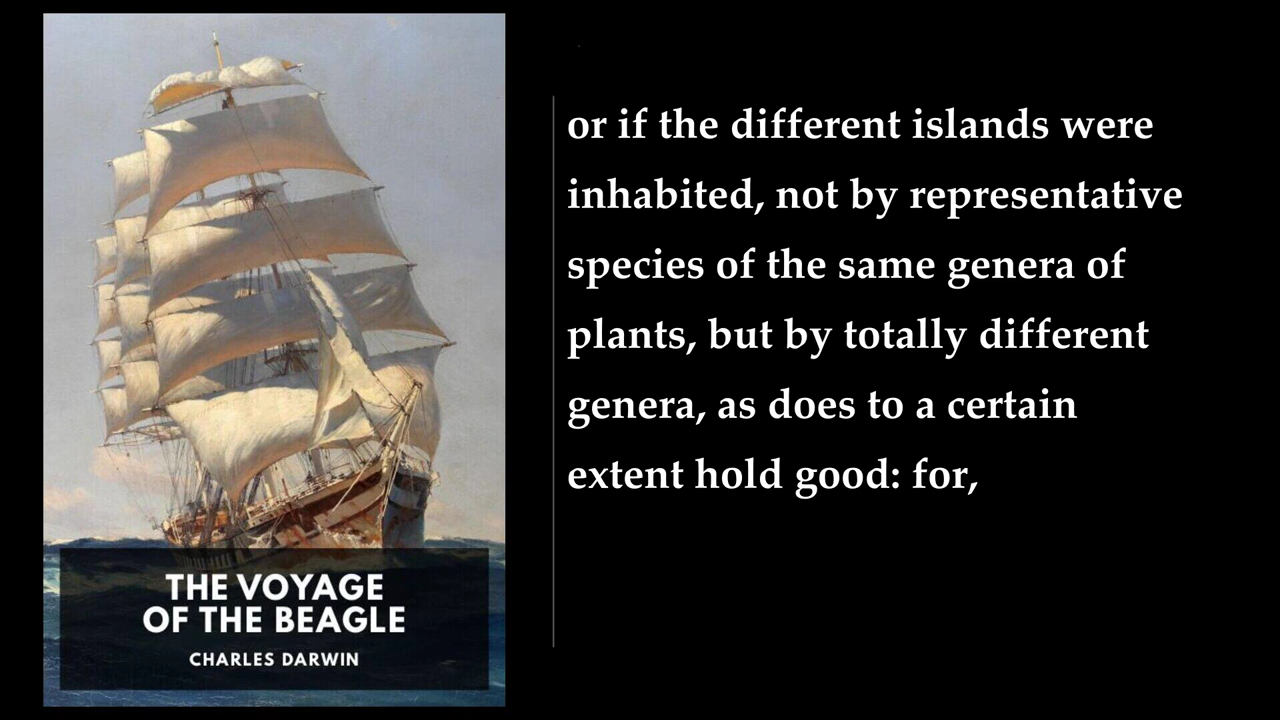 THE VOYAGE
OF THE BEAGLE
CHARLES DARWIN
or if the different islands were
inhabited, not by representative
species of the same genera of
plants, but by totally different
genera, as does to a certain
extent hold good: for,